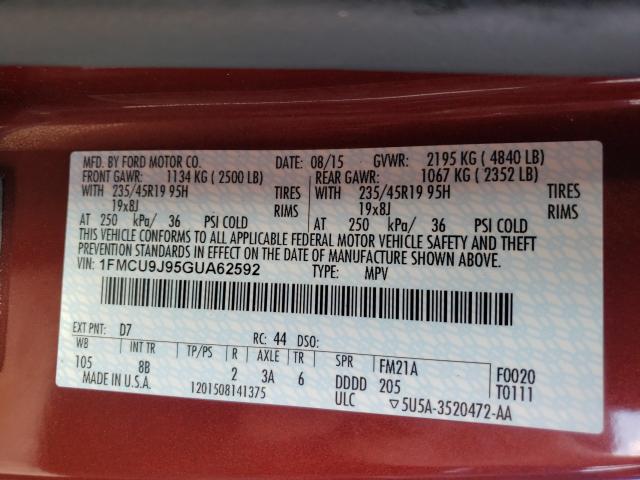 MFD. BY FORD MOTOR CO. DATE: 08/15 GVWR: 2195 KG ( 4840 LB)
FRONT GAWR: 1134 KG ( 2500 LB) REAR GAWR: 1067 KG ( 2352 LB)
WITH 235/45R19 95H TIRES WITH 235/45R19 95H TIRES
19x8J RIMS 19x8J RIMS
AT 250 kPa/ 36 PSI COLD AT 250 kPa/ 36 PSI COLD
THIS VEHICLE CONFORMS TO ALL APPLICABLE FEDERAL MOTOR VEHICLE SAFETY AND THEFT
PREVENTION STANDARDS IN EFFECT ON THE DATE OF MANUFACTURE SHOWN ABOVE.
VIN: 1FMCU9J95GUA62592 TYPE: MPV
EXT PNT: D7 RC: 44 DSO:
WB INT TR TP/PS R AXLE TR SPR FM21A F0020
105 8B 2 3A 6 DDDD 205 T0111
MADE IN U.S.A. 1201508141375 ULC ▽5U5A-3520472-AA